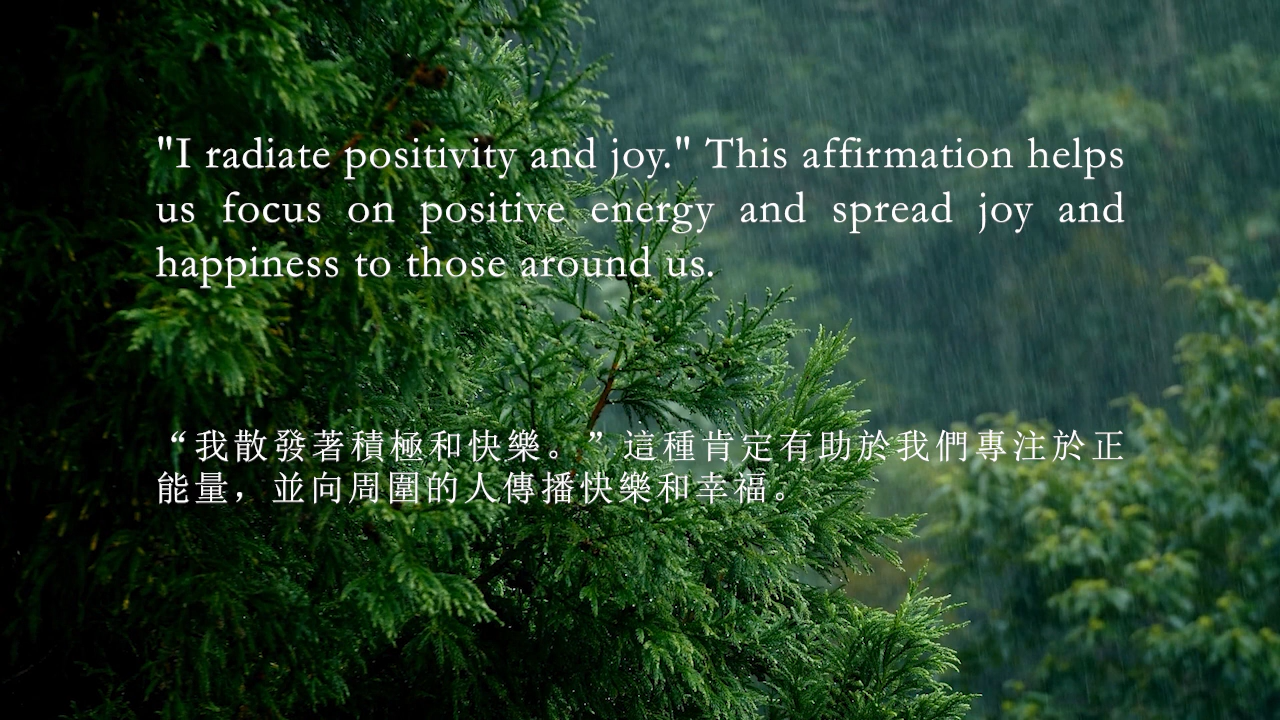 "I radiate positivity and joy." This affirmation helps
us focus on positive energy and spread joy and
happiness to those around us.
“我散發著積極和快樂。”這種肯定有助於我們專注於正
能量，並向周圍的人傳播快樂和幸福。